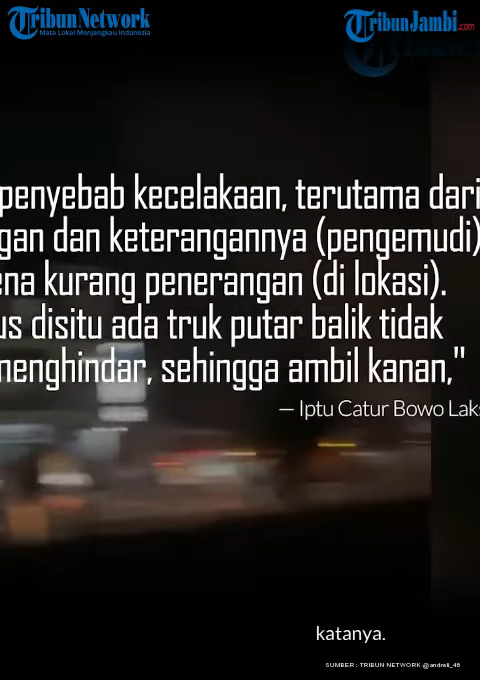 TribunNetwork
Mata Lokal Menjangkau Indonesia
TribunJambi.com
penyebab kecelakaan, terutama dari
gan dan keterangannya (pengemudi)
ena kurang penerangan (di lokasi).
us disitu ada truk putar balik tidak
menghindar, sehingga ambil kanan,"
— Iptu Catur Bowo Laks
katanya.
SUMBER : TRIBUN NETWORK @andreli_48